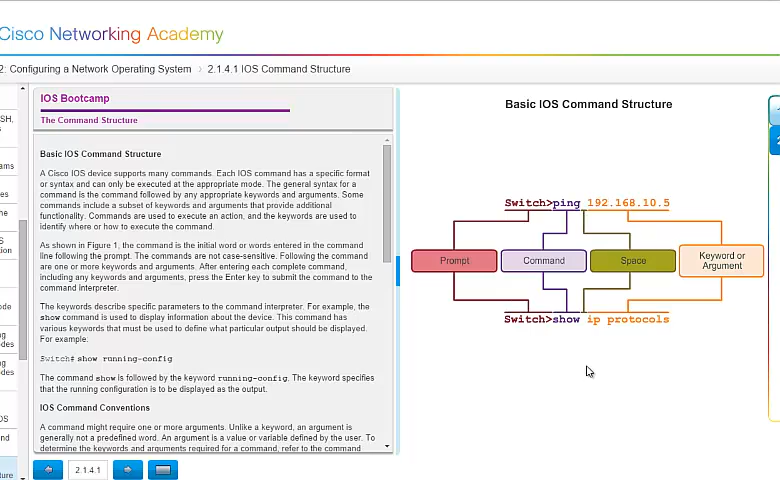 Cisco Networking Academy
2: Configuring a Network Operating System › 2.1.4.1 IOS Command Structure
SH,
ams
es
ne
S
ion
ode
ng
des
ng
des
OS
nd
ture
IOS Bootcamp
The Command Structure
Basic IOS Command Structure
A Cisco IOS device supports many commands. Each IOS command has a specific format
or syntax and can only be executed at the appropriate mode. The general syntax for a
command is the command followed by any appropriate keywords and arguments. Some
commands include a subset of keywords and arguments that provide additional
functionality. Commands are used to execute an action, and the keywords are used to
identify where or how to execute the command.
As shown in Figure 1, the command is the initial word or words entered in the command
line following the prompt. The commands are not case-sensitive. Following the command
are one or more keywords and arguments. After entering each complete command,
including any keywords and arguments, press the Enter key to submit the command to the
command interpreter.
The keywords describe specific parameters to the command interpreter. For example, the
show command is used to display information about the device. This command has
various keywords that must be used to define what particular output should be displayed.
For example:
Switch# show running-config
The command show is followed by the keyword running-config. The keyword specifies
that the running configuration is to be displayed as the output.
IOS Command Conventions
A command might require one or more arguments. Unlike a keyword, an argument is
generally not a predefined word. An argument is a value or variable defined by the user. To
determine the keywords and arguments required for a command, refer to the command
2.1.4.1
Basic IOS Command Structure
Switch>ping 192.168.10.5
Prompt
Command
Space
Keyword or
Argument
Switch>show ip protocols